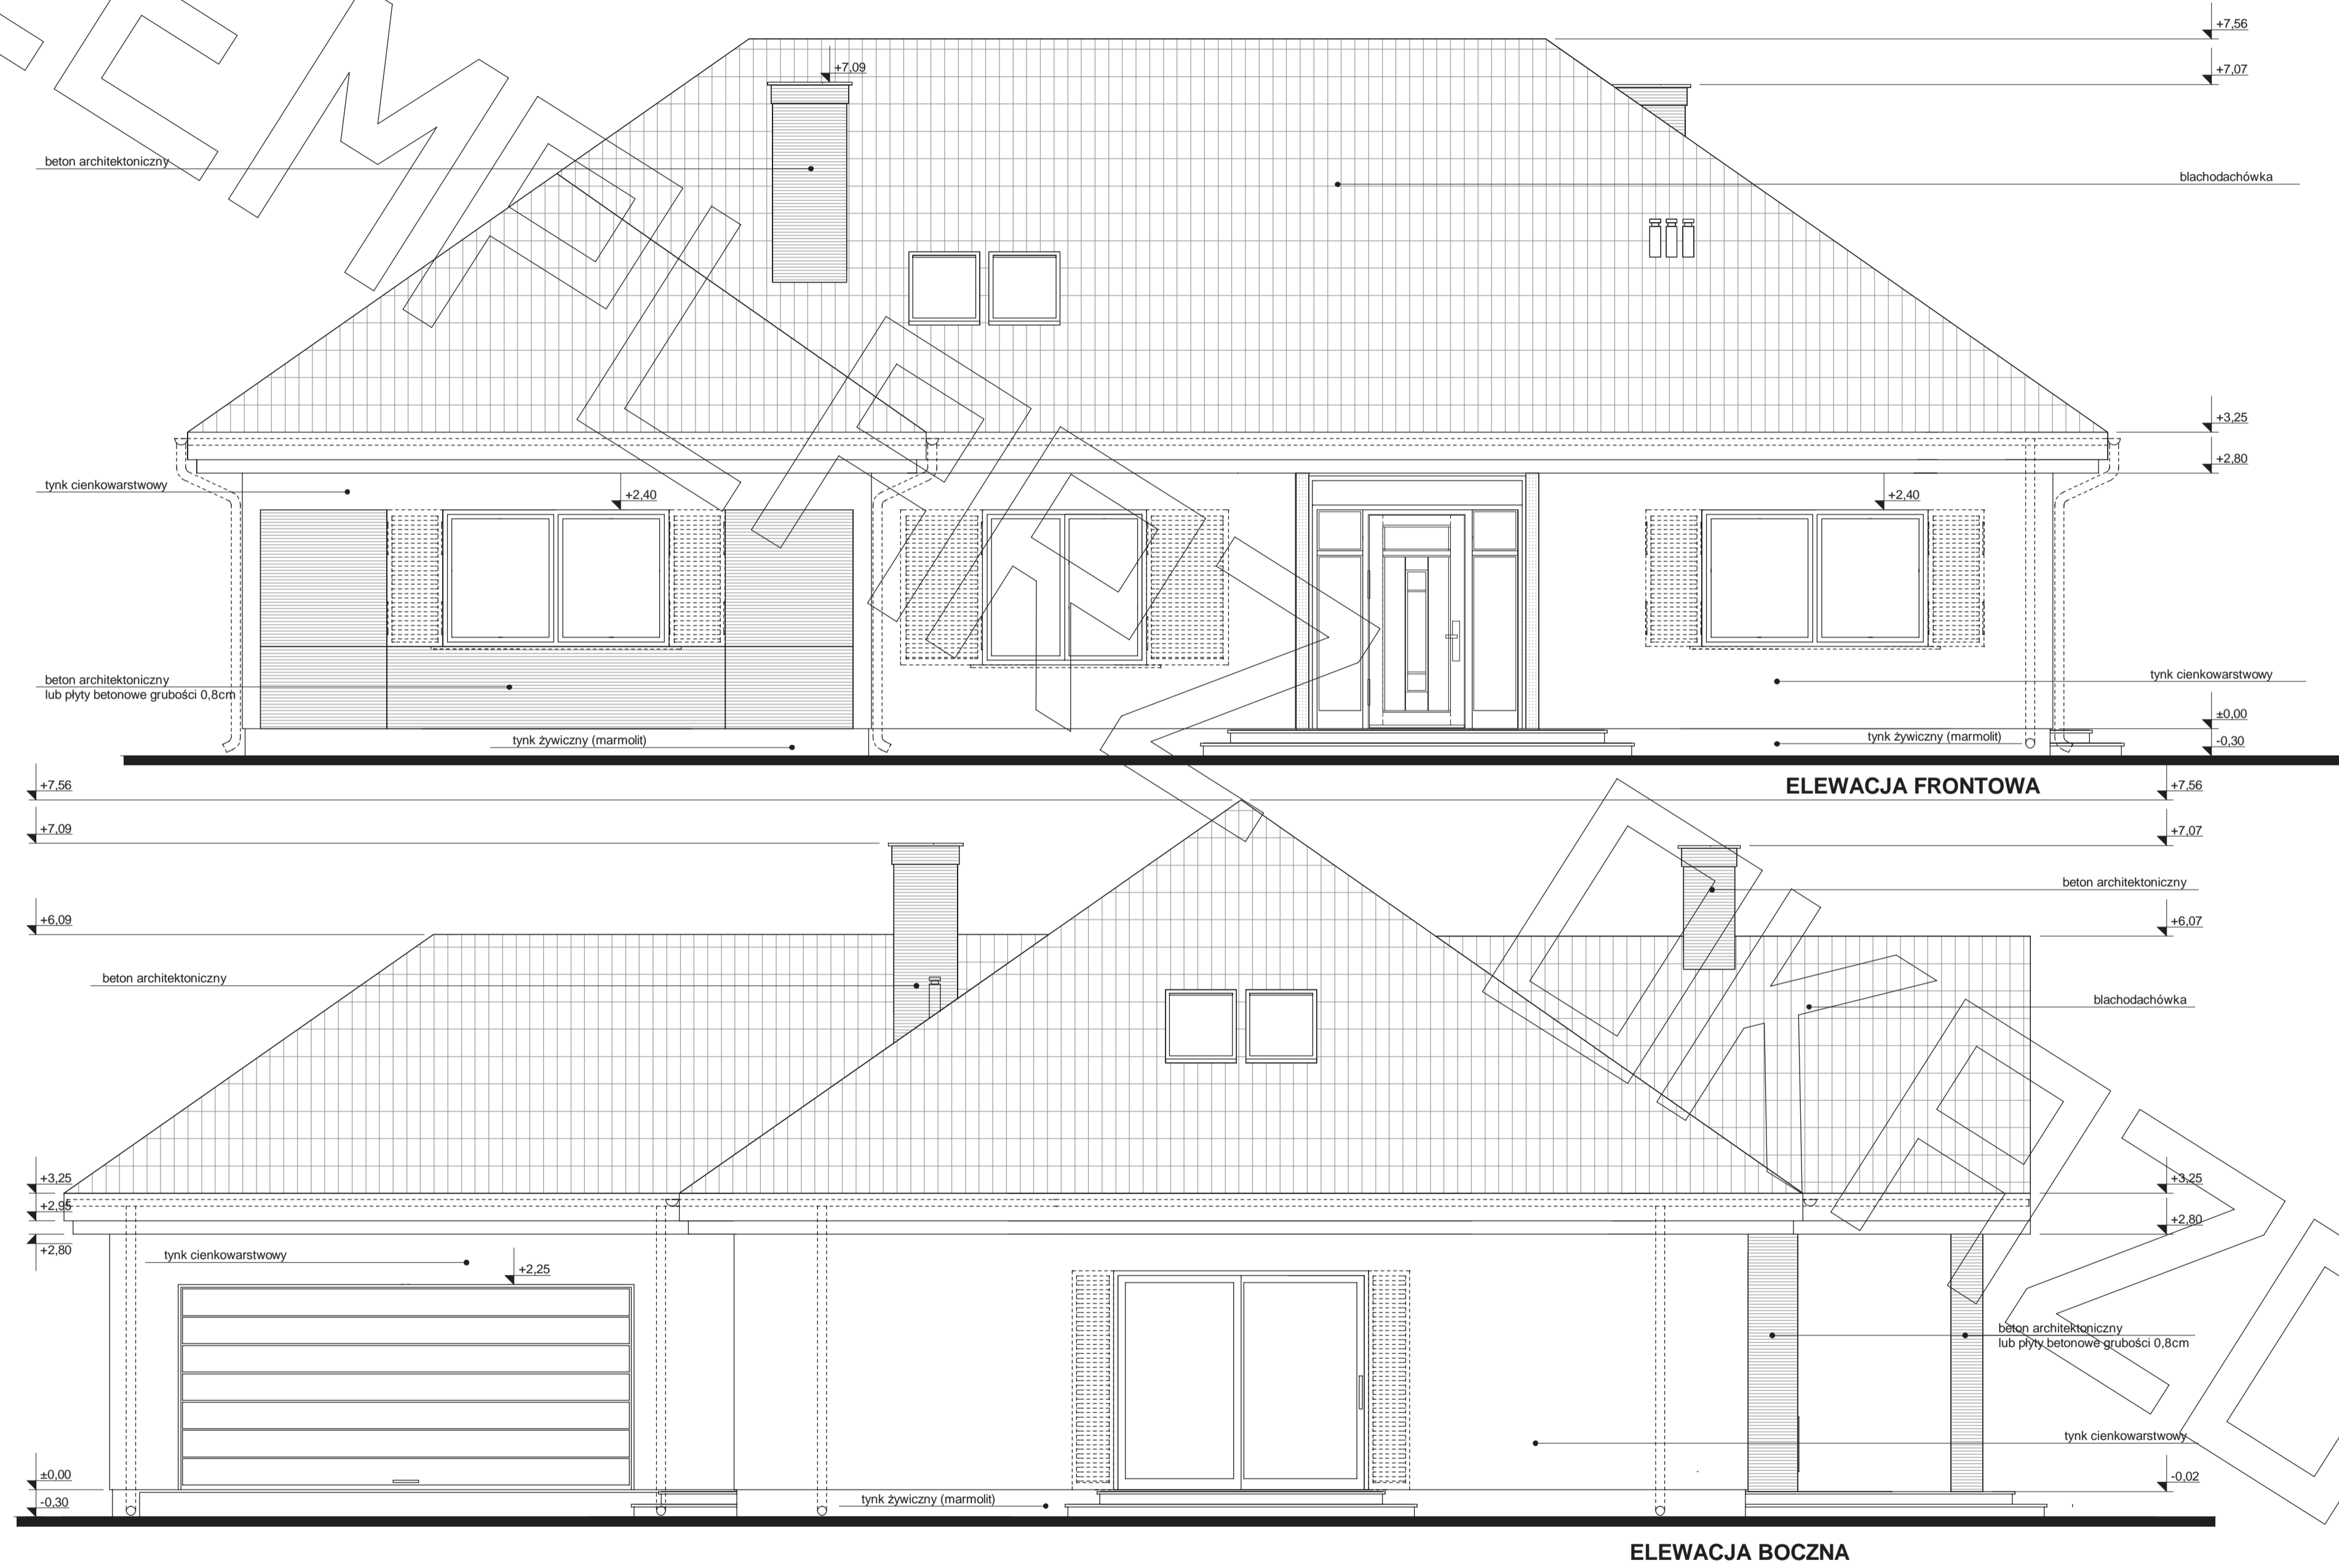 +7,56
+7,09
+7,07
beton architektoniczny
blachodachówka
+3,25
+2,80
tynk cienkowarstwowy
+2,40
+2,40
beton architektoniczny
lub płyty betonowe grubości 0,8cm
tynk cienkowarstwowy
±0,00
tynk żywiczny (marmolit)
tynk żywiczny (marmolit)
-0,30
ELEWACJA FRONTOWA
+7,56
+7,56
+7,09
+7,07
beton architektoniczny
+6,09
+6,07
beton architektoniczny
blachodachówka
+3,25
+3,25
+2,95
+2,80
+2,80
tynk cienkowarstwowy
+2,25
beton architektoniczny
lub płyty betonowe grubości 0,8cm
tynk cienkowarstwowy
±0,00
-0,02
-0,30
tynk żywiczny (marmolit)
ELEWACJA BOCZNA